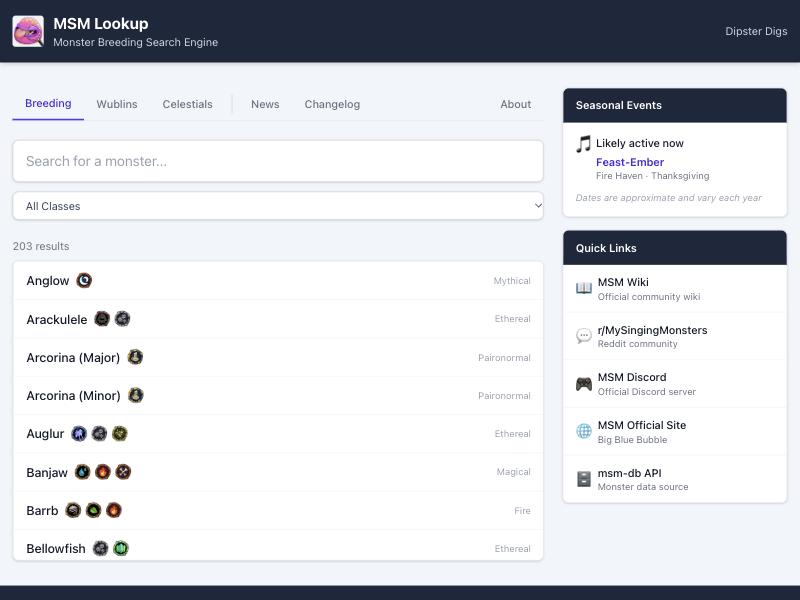 MSM Lookup
Monster Breeding Search Engine
Dipster Digs
Breeding
Wublins
Celestials
News
Changelog
About
Search for a monster...
All Classes
203 results
Anglow
Mythical
Arackulele
Ethereal
Arcorina (Major)
Paironormal
Arcorina (Minor)
Paironormal
Auglur
Ethereal
Banjaw
Magical
Barrb
Fire
Bellowfish
Ethereal
Seasonal Events
Likely active now
Feast-Ember
Fire Haven · Thanksgiving
Dates are approximate and vary each year
Quick Links
MSM Wiki
Official community wiki
r/MySingingMonsters
Reddit community
MSM Discord
Official Discord server
MSM Official Site
Big Blue Bubble
msm-db API
Monster data source